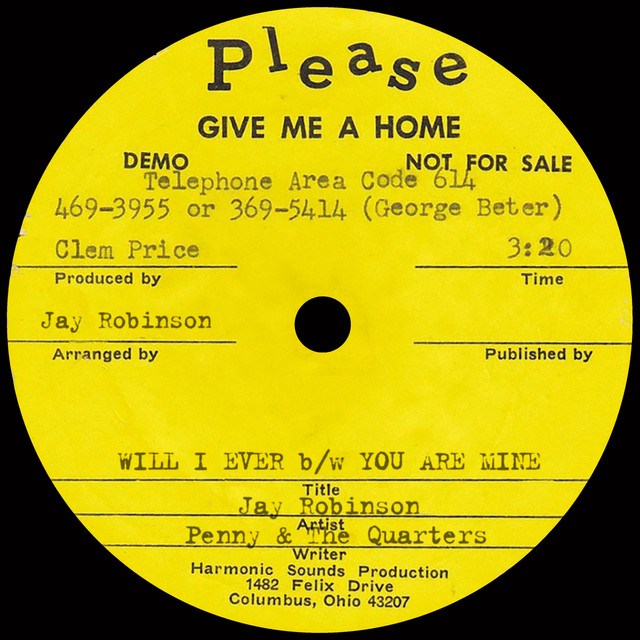 Please
GIVE ME A HOME
DEMO NOT FOR SALE
Telephone Area Code 614
469-3955 or 369-5414 (George Beter)
Clem Price 3:20
Produced by Time
Jay Robinson
Arranged by Published by
WILL I EVER b/w YOU ARE MINE
Title
Jay Robinson
Artist
Penny & The Quarters
Writer
Harmonic Sounds Production
1482 Felix Drive
Columbus, Ohio 43207